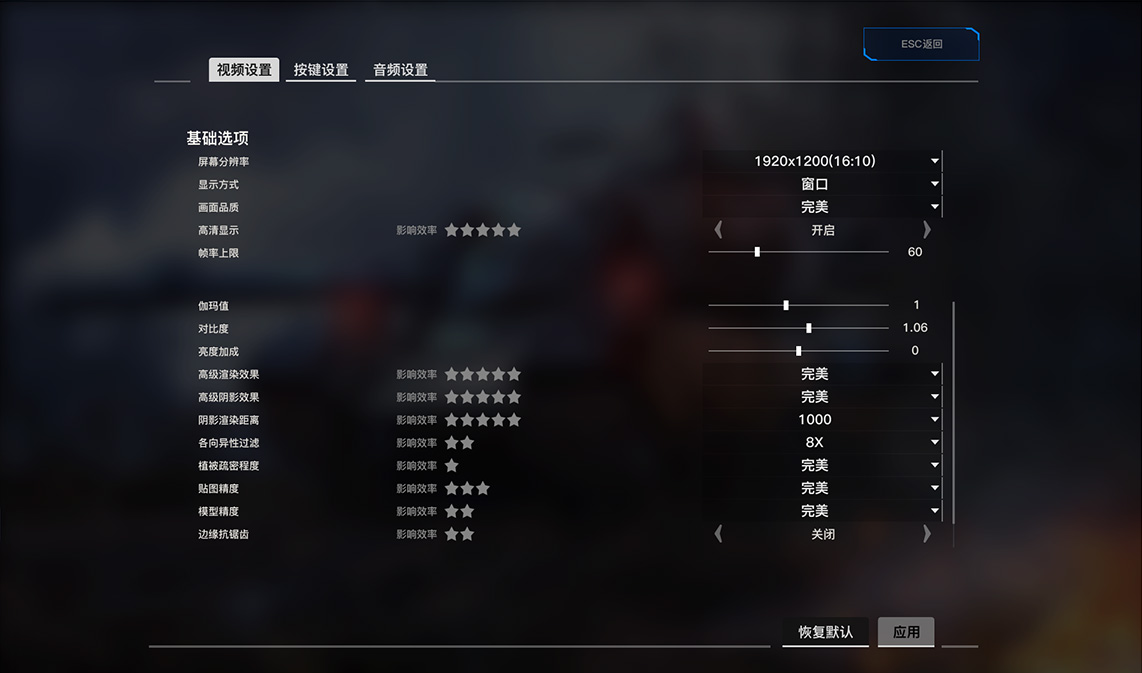 ESC返回
视频设置 按键设置 音频设置
基础选项
屏幕分辨率 1920x1200(16:10)
显示方式 窗口
画面品质 完美
高清显示 影响效率 开启
帧率上限 60
伽玛值 1
对比度 1.06
亮度加成 0
高级渲染效果 影响效率 完美
高级阴影效果 影响效率 完美
阴影渲染距离 影响效率 1000
各向异性过滤 影响效率 8X
植被疏密程度 影响效率 完美
贴图精度 影响效率 完美
模型精度 影响效率 完美
边缘抗锯齿 影响效率 关闭
恢复默认 应用